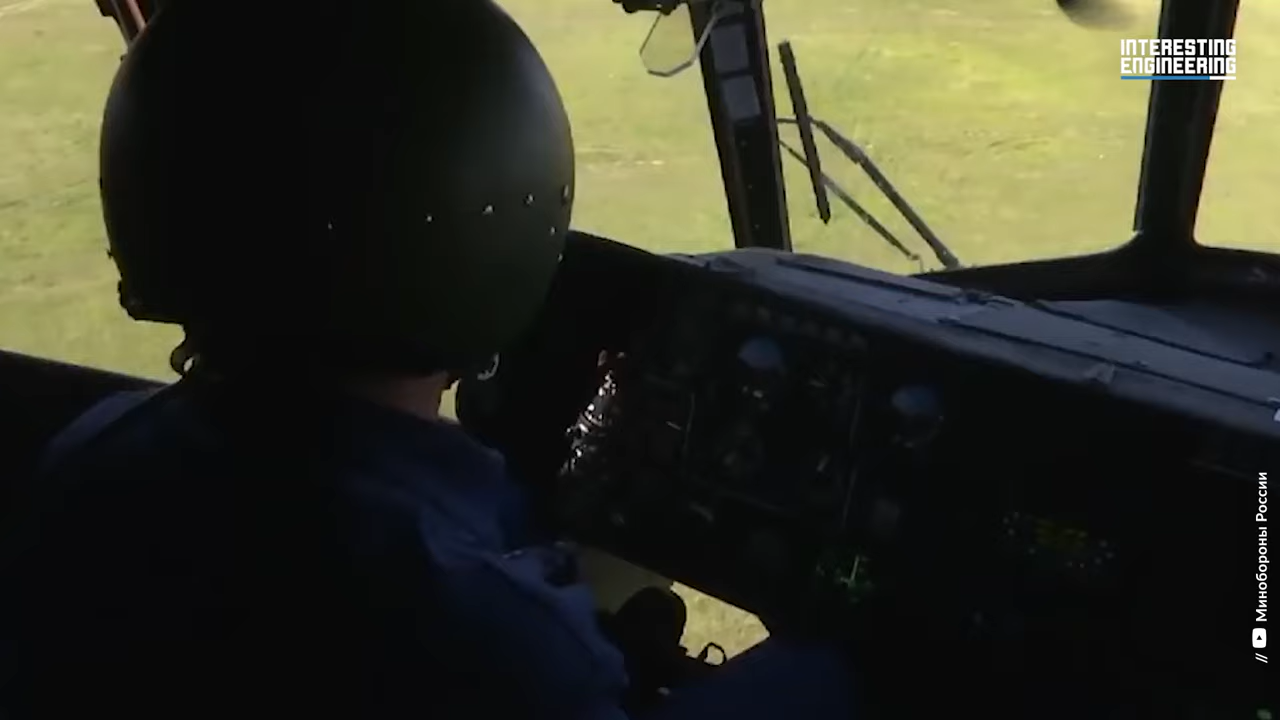 INTERESTING
ENGINEERING
// Минобороны России